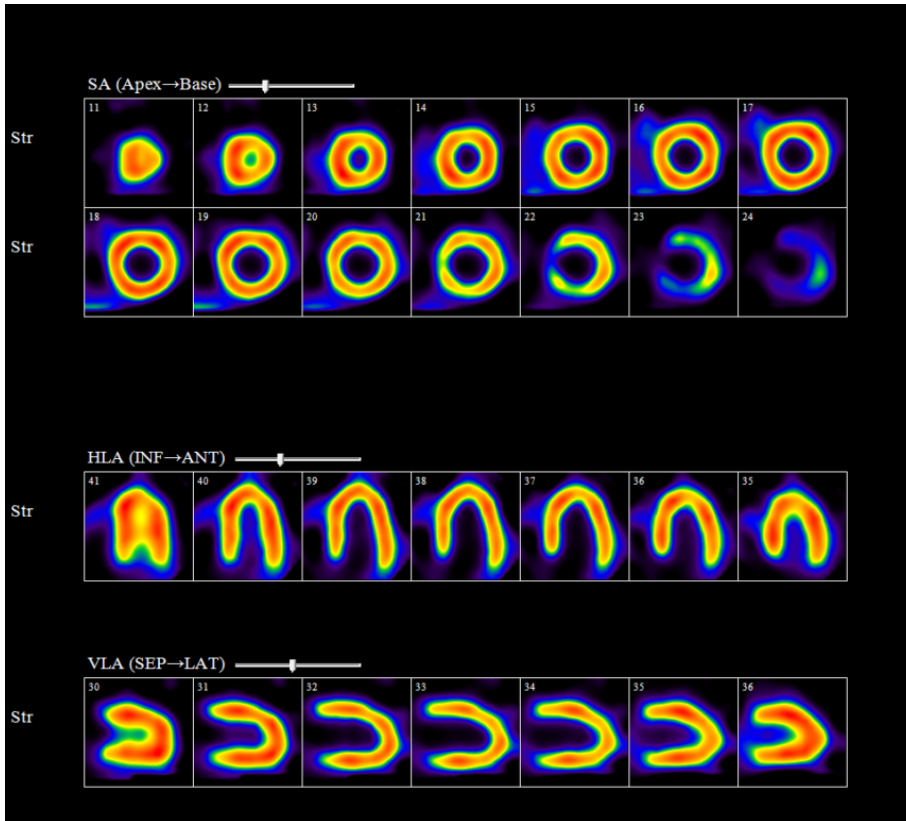 SA (Apex→Base)
Str
11 12 13 14 15 16 17
Str
18 19 20 21 22 23 24
HLA (INF→ANT)
Str
41 40 39 38 37 36 35
VLA (SEP→LAT)
Str
30 31 32 33 34 35 36